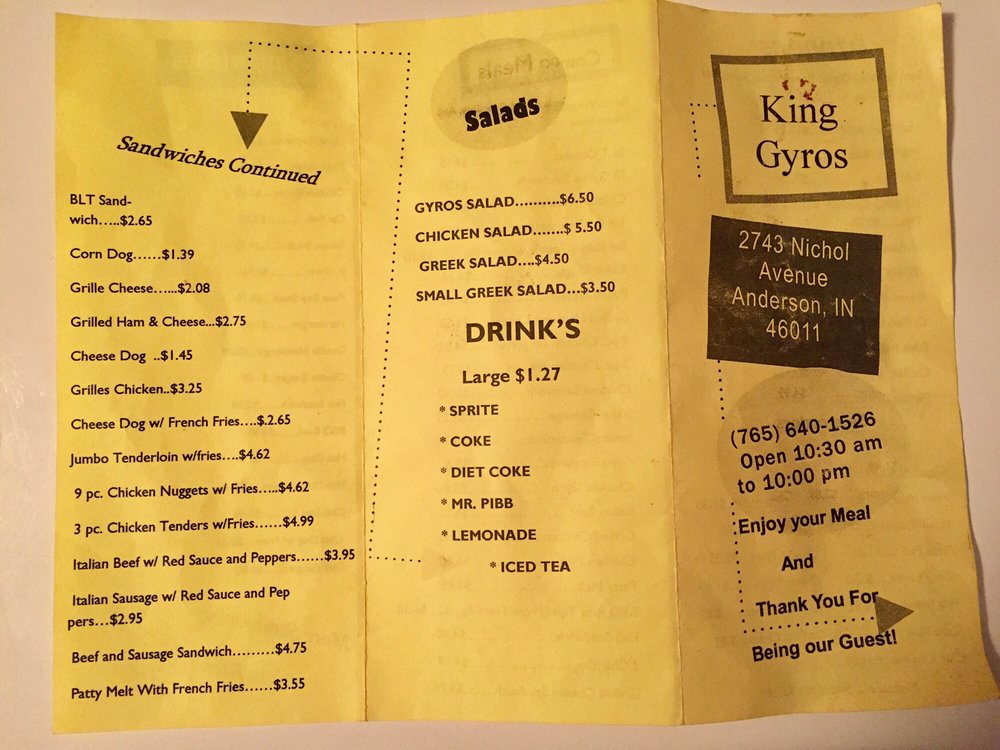 Sandwiches Continued
BLT Sand-
wich.....$2.65
Corn Dog......$1.39
Grille Cheese......$2.08
Grilled Ham & Cheese...$2.75
Cheese Dog ..$1.45
Grilles Chicken..$3.25
Cheese Dog w/ French Fries....$.2.65
Jumbo Tenderloin w/fries....$4.62
9 pc. Chicken Nuggets w/ Fries.....$4.62
3 pc. Chicken Tenders w/Fries......$4.99
Italian Beef w/ Red Sauce and Peppers......$3.95
Italian Sausage w/ Red Sauce and Pep
pers...$2.95
Beef and Sausage Sandwich.........$4.75
Patty Melt With French Fries......$3.55
Salads
GYROS SALAD..........$6.50
CHICKEN SALAD.......$ 5.50
GREEK SALAD....$4.50
SMALL GREEK SALAD...$3.50
DRINK'S
Large $1.27
* SPRITE
* COKE
* DIET COKE
* MR. PIBB
* LEMONADE
* ICED TEA
King
Gyros
2743 Nichol
Avenue
Anderson, IN
46011
(765) 640-1526
Open 10:30 am
to 10:00 pm
Enjoy your Meal
And
Thank You For
Being our Guest!